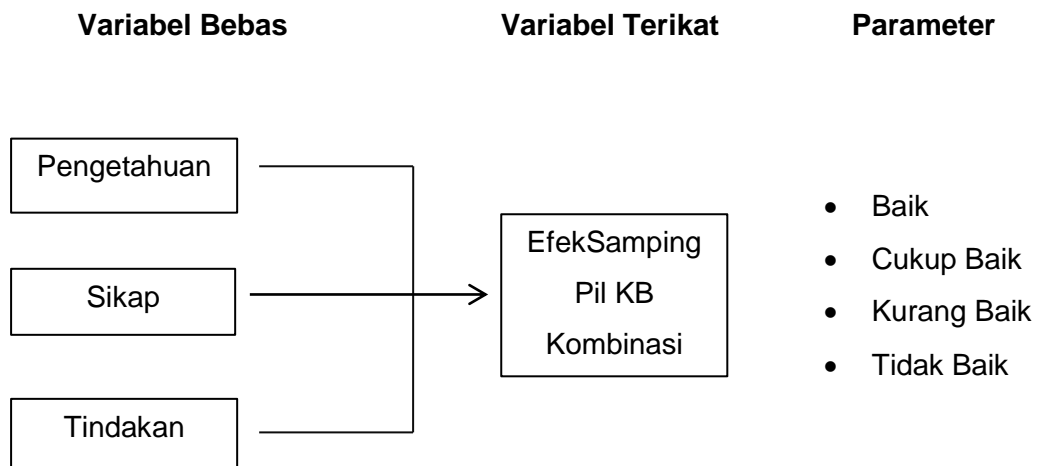 Variabel Bebas
Variabel Terikat
Parameter
Pengetahuan
Sikap
Tindakan
EfekSamping
Pil KB
Kombinasi
• Baik
• Cukup Baik
• Kurang Baik
• Tidak Baik